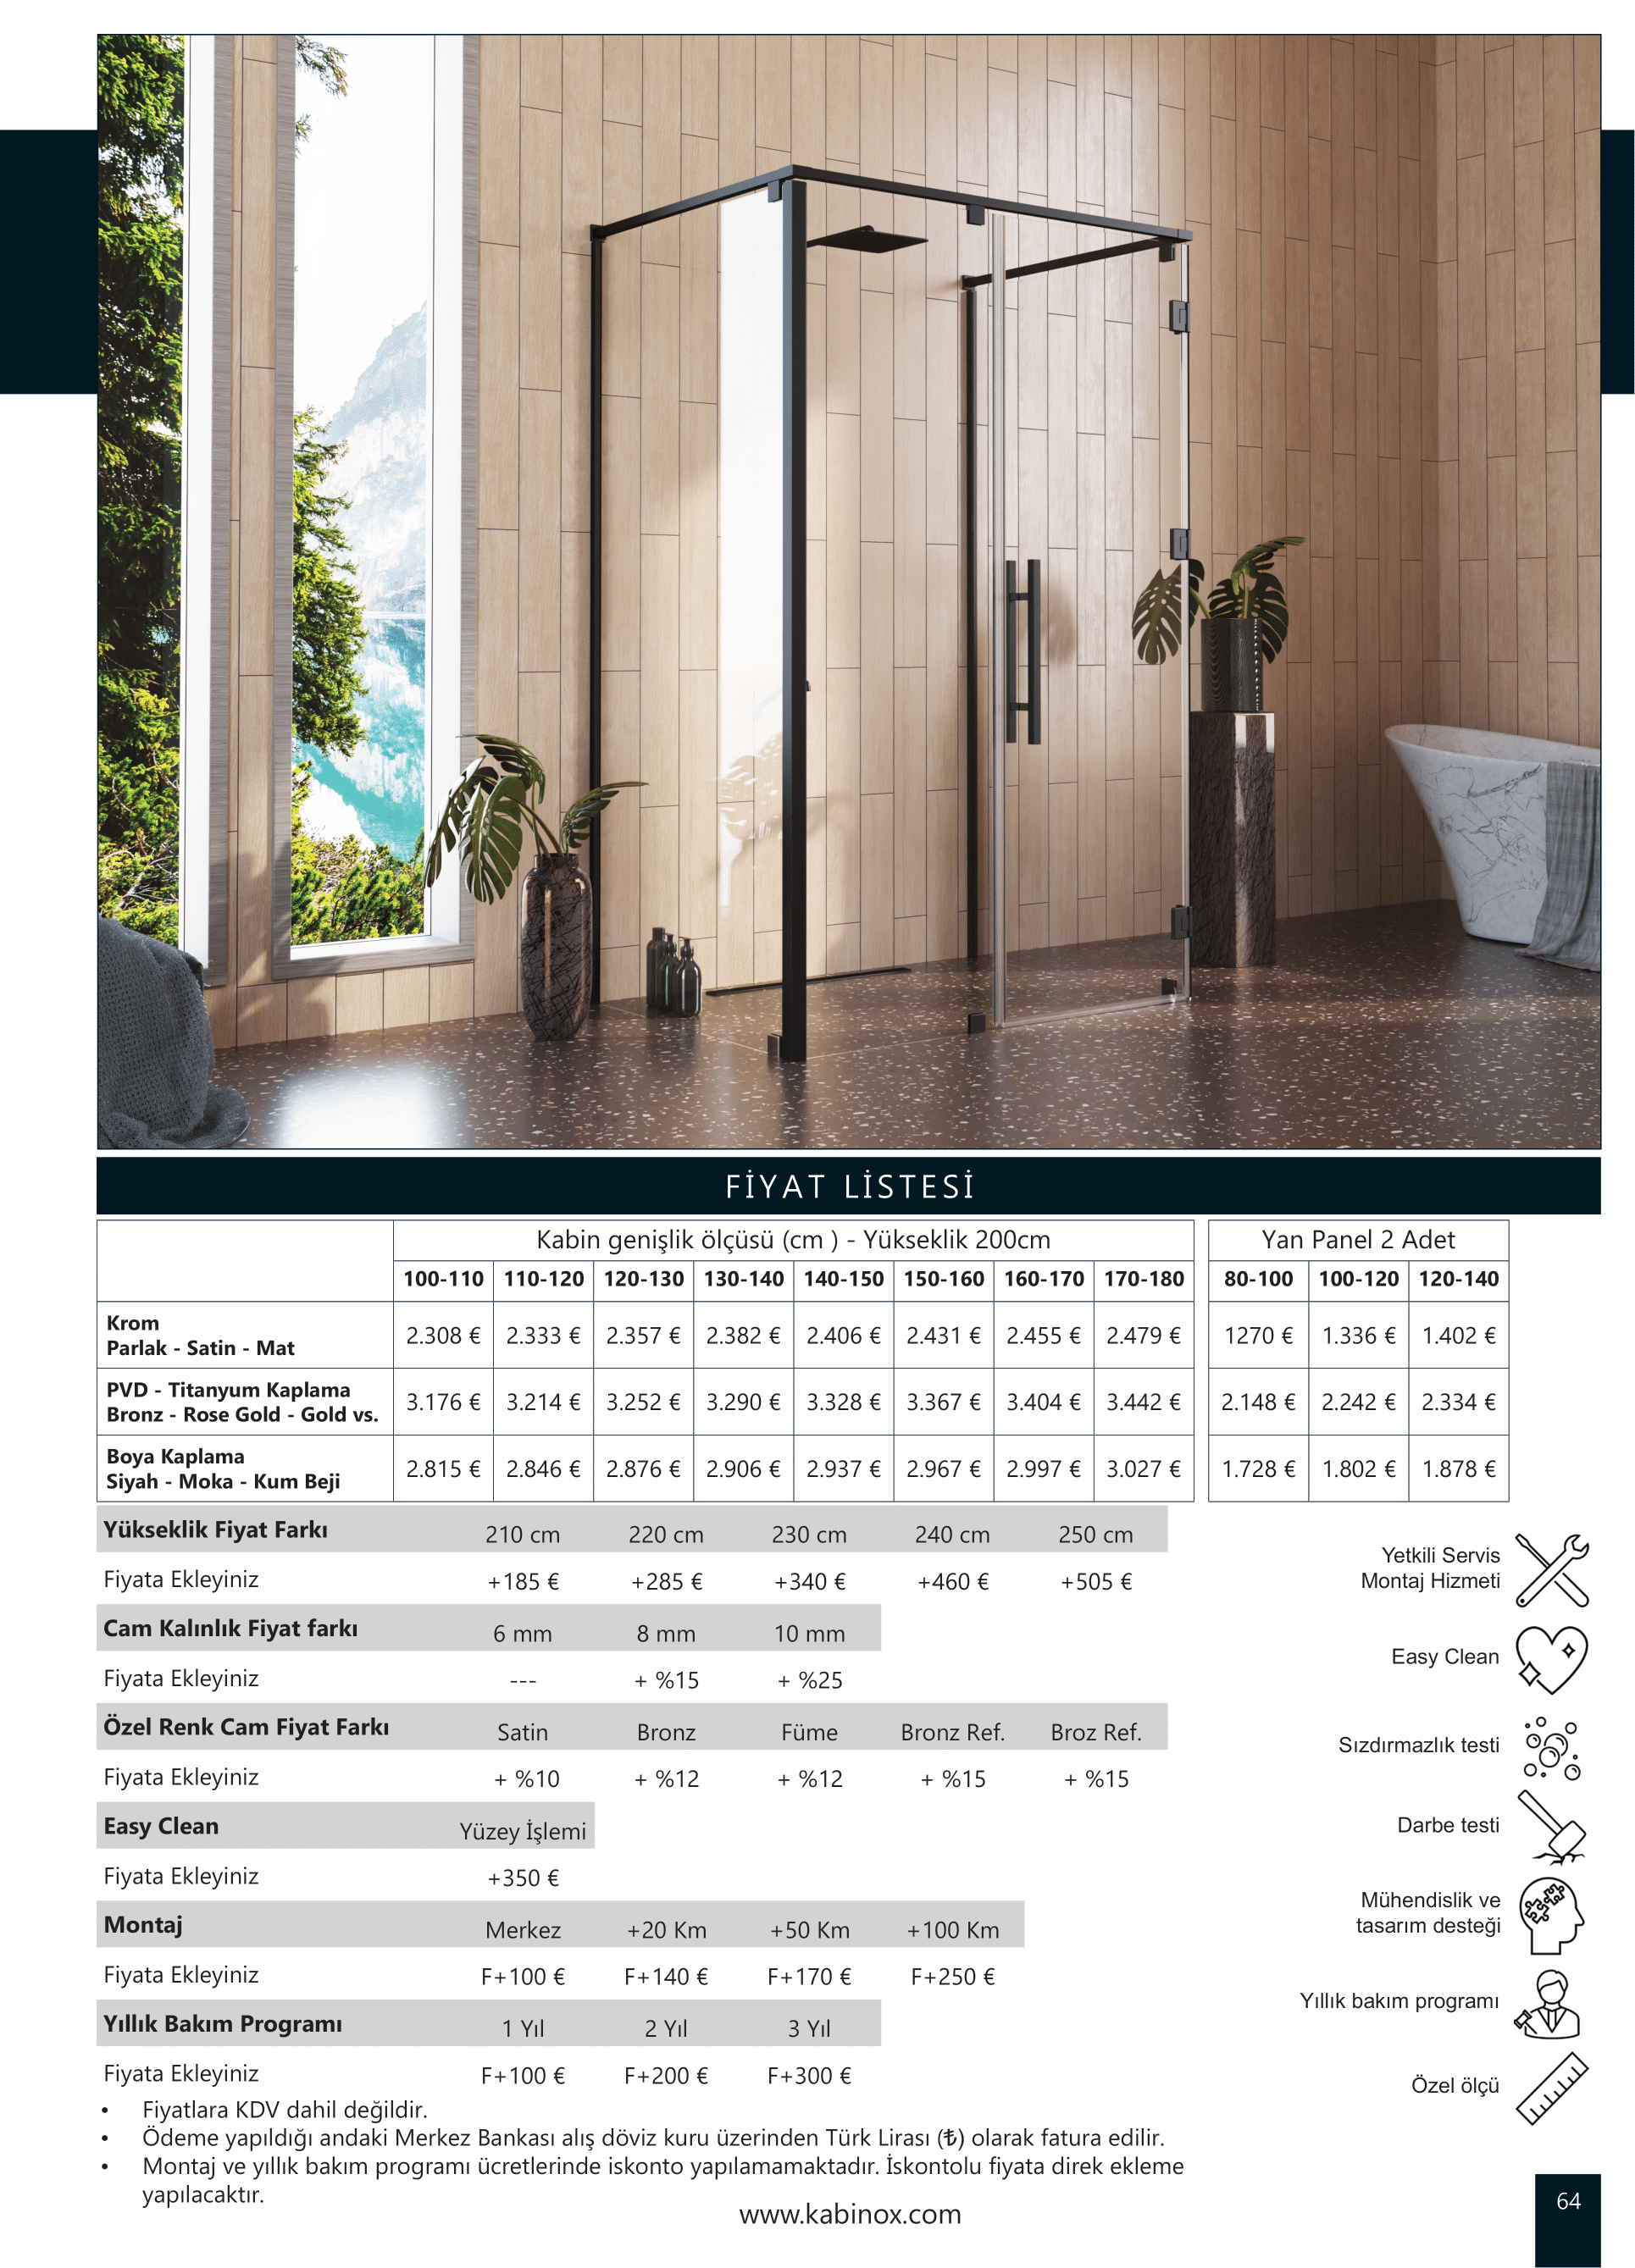 FİYAT LİSTESİ
Kabin genişlik ölçüsü (cm ) - Yükseklik 200cm
Yan Panel 2 Adet
100-110 110-120 120-130 130-140 140-150 150-160 160-170 170-180 80-100 100-120 120-140
Krom
Parlak - Satin - Mat
2.308 € 2.333 € 2.357 € 2.382 € 2.406 € 2.431 € 2.455 € 2.479 € 1270 € 1.336 € 1.402 €
PVD - Titanyum Kaplama
Bronz - Rose Gold - Gold vs.
3.176 € 3.214 € 3.252 € 3.290 € 3.328 € 3.367 € 3.404 € 3.442 € 2.148 € 2.242 € 2.334 €
Boya Kaplama
Siyah - Moka - Kum Beji
2.815 € 2.846 € 2.876 € 2.906 € 2.937 € 2.967 € 2.997 € 3.027 € 1.728 € 1.802 € 1.878 €
Yükseklik Fiyat Farkı 210 cm 220 cm 230 cm 240 cm 250 cm
Fiyata Ekleyiniz +185 € +285 € +340 € +460 € +505 €
Cam Kalınlık Fiyat farkı 6 mm 8 mm 10 mm
Fiyata Ekleyiniz --- + %15 + %25
Özel Renk Cam Fiyat Farkı Satin Bronz Füme Bronz Ref. Broz Ref.
Fiyata Ekleyiniz + %10 + %12 + %12 + %15 + %15
Easy Clean Yüzey İşlemi
Fiyata Ekleyiniz +350 €
Montaj Merkez +20 Km +50 Km +100 Km
Fiyata Ekleyiniz F+100 € F+140 € F+170 € F+250 €
Yıllık Bakım Programı 1 Yıl 2 Yıl 3 Yıl
Fiyata Ekleyiniz F+100 € F+200 € F+300 €
Yetkili Servis
Montaj Hizmeti
Easy Clean
Sızdırmazlık testi
Darbe testi
Mühendislik ve
tasarım desteği
Yıllık bakım programı
Özel ölçü
• Fiyatlara KDV dahil değildir.
• Ödeme yapıldığı andaki Merkez Bankası alış döviz kuru üzerinden Türk Lirası (₺) olarak fatura edilir.
• Montaj ve yıllık bakım programı ücretlerinde iskonto yapılamamaktadır. İskontolu fiyata direk ekleme
yapılacaktır.
www.kabinox.com
64